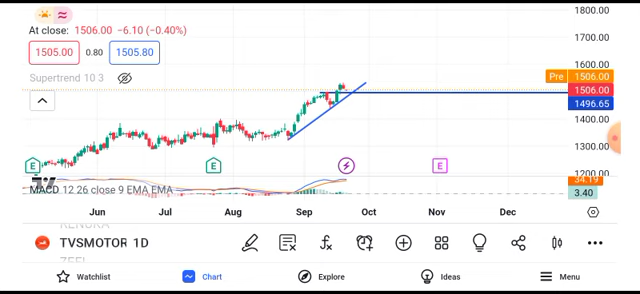 1800.00
At close: 1506.00 −6.10 (−0.40%)
1700.00
1505.00 0.80 1505.80
1600.00
Supertrend 10 3
Pre 1506.00
1506.00
1496.65
1400.00
1300.00
E E E
1200.00
MACD 12 26 close 9 EMA EMA
34.19
3.40
Jun Jul Aug Sep Oct Nov Dec
TVSMOTOR 1D
Watchlist Chart Explore Ideas Menu